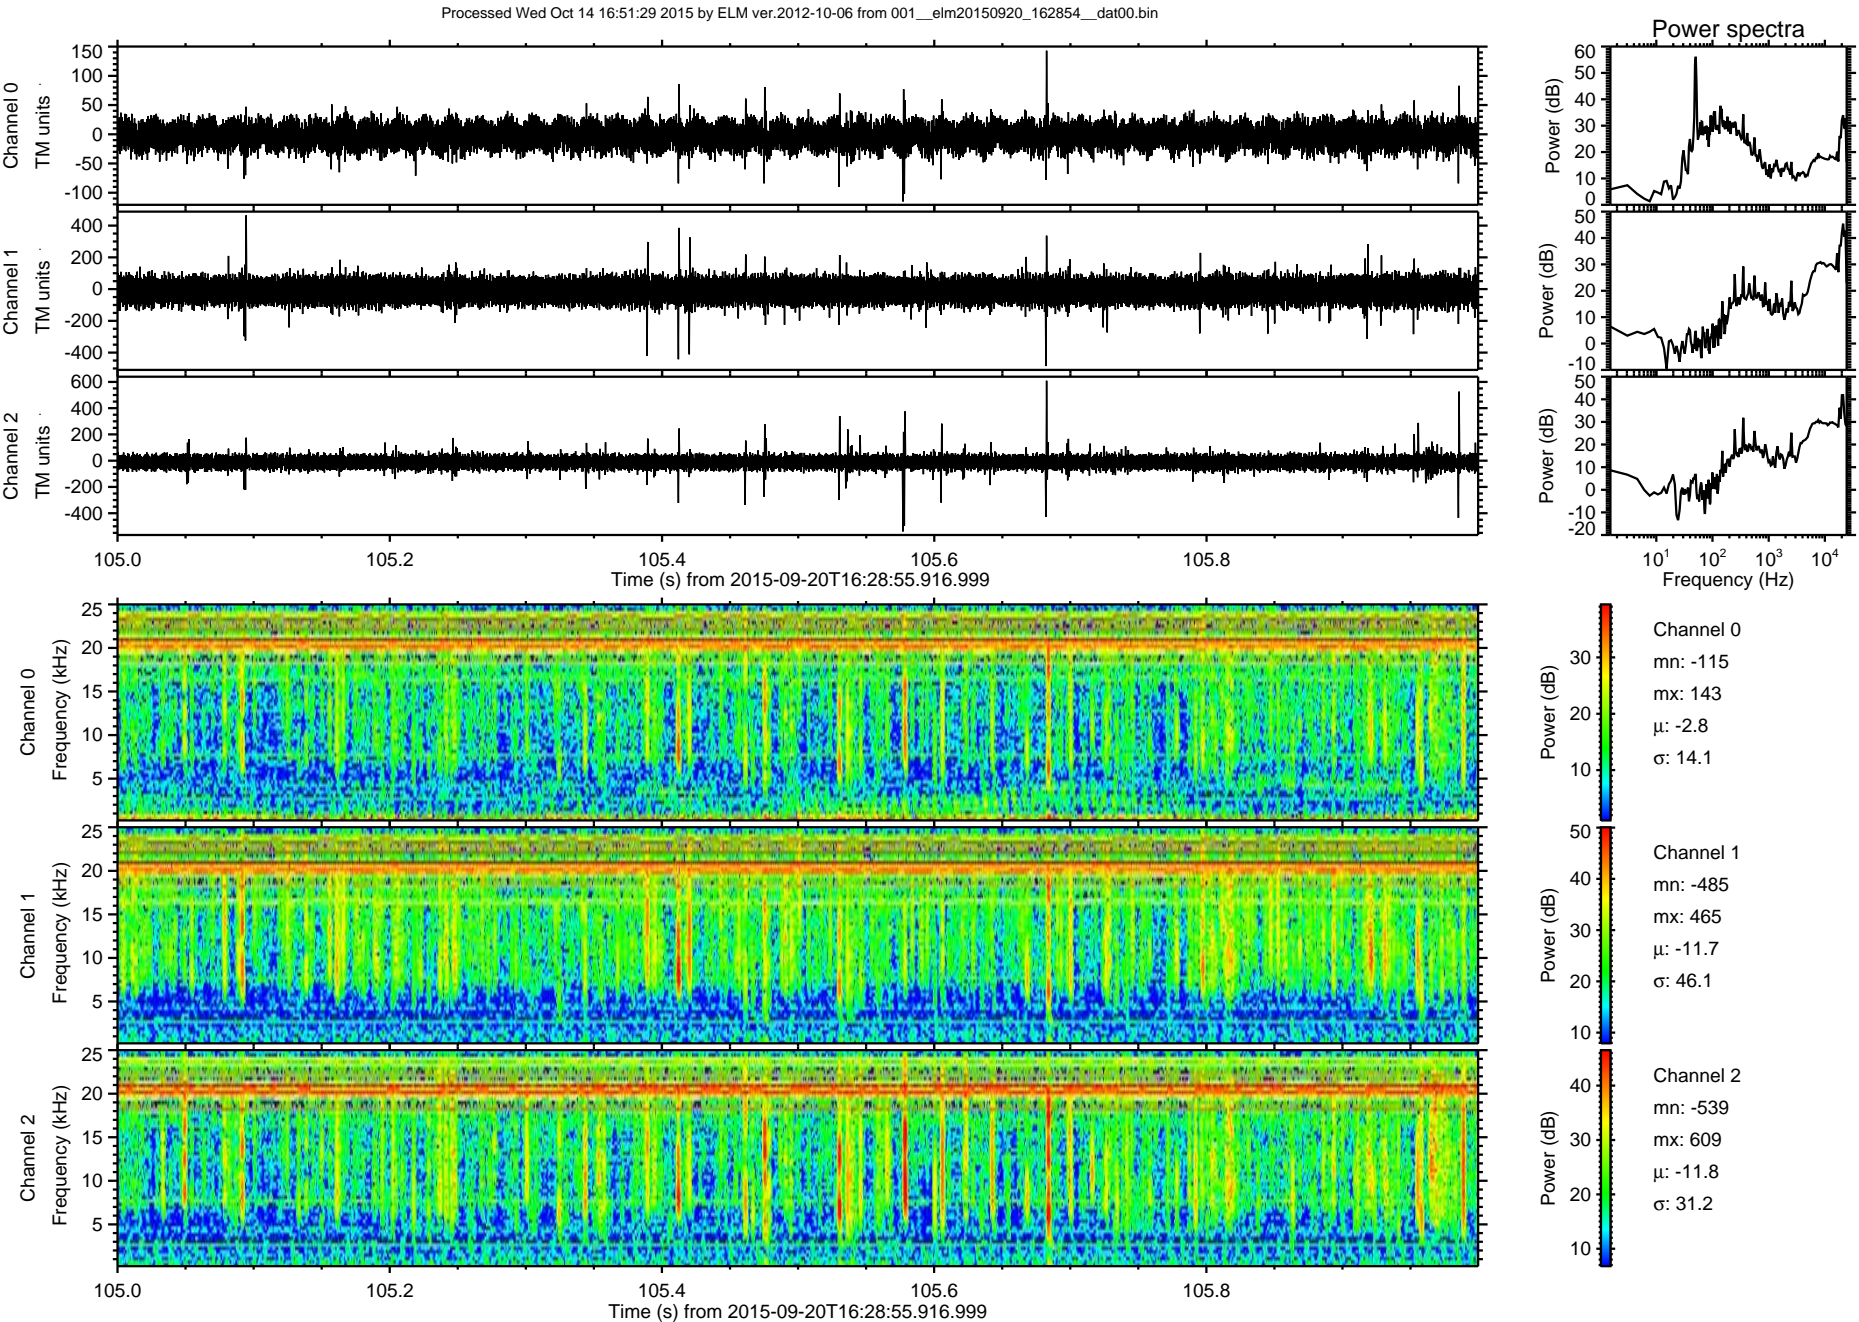 Processed Wed Oct 14 16:51:29 2015 by ELM ver.2012-10-06 from 001__elm20150920_162854__dat00.bin
Power spectra
Channel 0
TM units
150
100
50
0
-50
-100
Power (dB)
60
50
40
30
20
10
0
Channel 1
TM units
400
200
0
-200
-400
Power (dB)
50
40
30
20
10
0
-10
Channel 2
TM units
600
400
200
0
-200
-400
Power (dB)
50
40
30
20
10
0
-10
-20
105.0 105.2 105.4 105.6 105.8
Time (s) from 2015-09-20T16:28:55.916.999
10¹ 10² 10³ 10⁴
Frequency (Hz)
Channel 0
Frequency (kHz)
25
20
15
10
5
Power (dB)
30
20
10
Channel 0
mn: -115
mx: 143
μ: -2.8
σ: 14.1
Channel 1
Frequency (kHz)
25
20
15
10
5
Power (dB)
50
40
30
20
10
Channel 1
mn: -485
mx: 465
μ: -11.7
σ: 46.1
Channel 2
Frequency (kHz)
25
20
15
10
5
Power (dB)
40
30
20
10
Channel 2
mn: -539
mx: 609
μ: -11.8
σ: 31.2
105.0 105.2 105.4 105.6 105.8
Time (s) from 2015-09-20T16:28:55.916.999